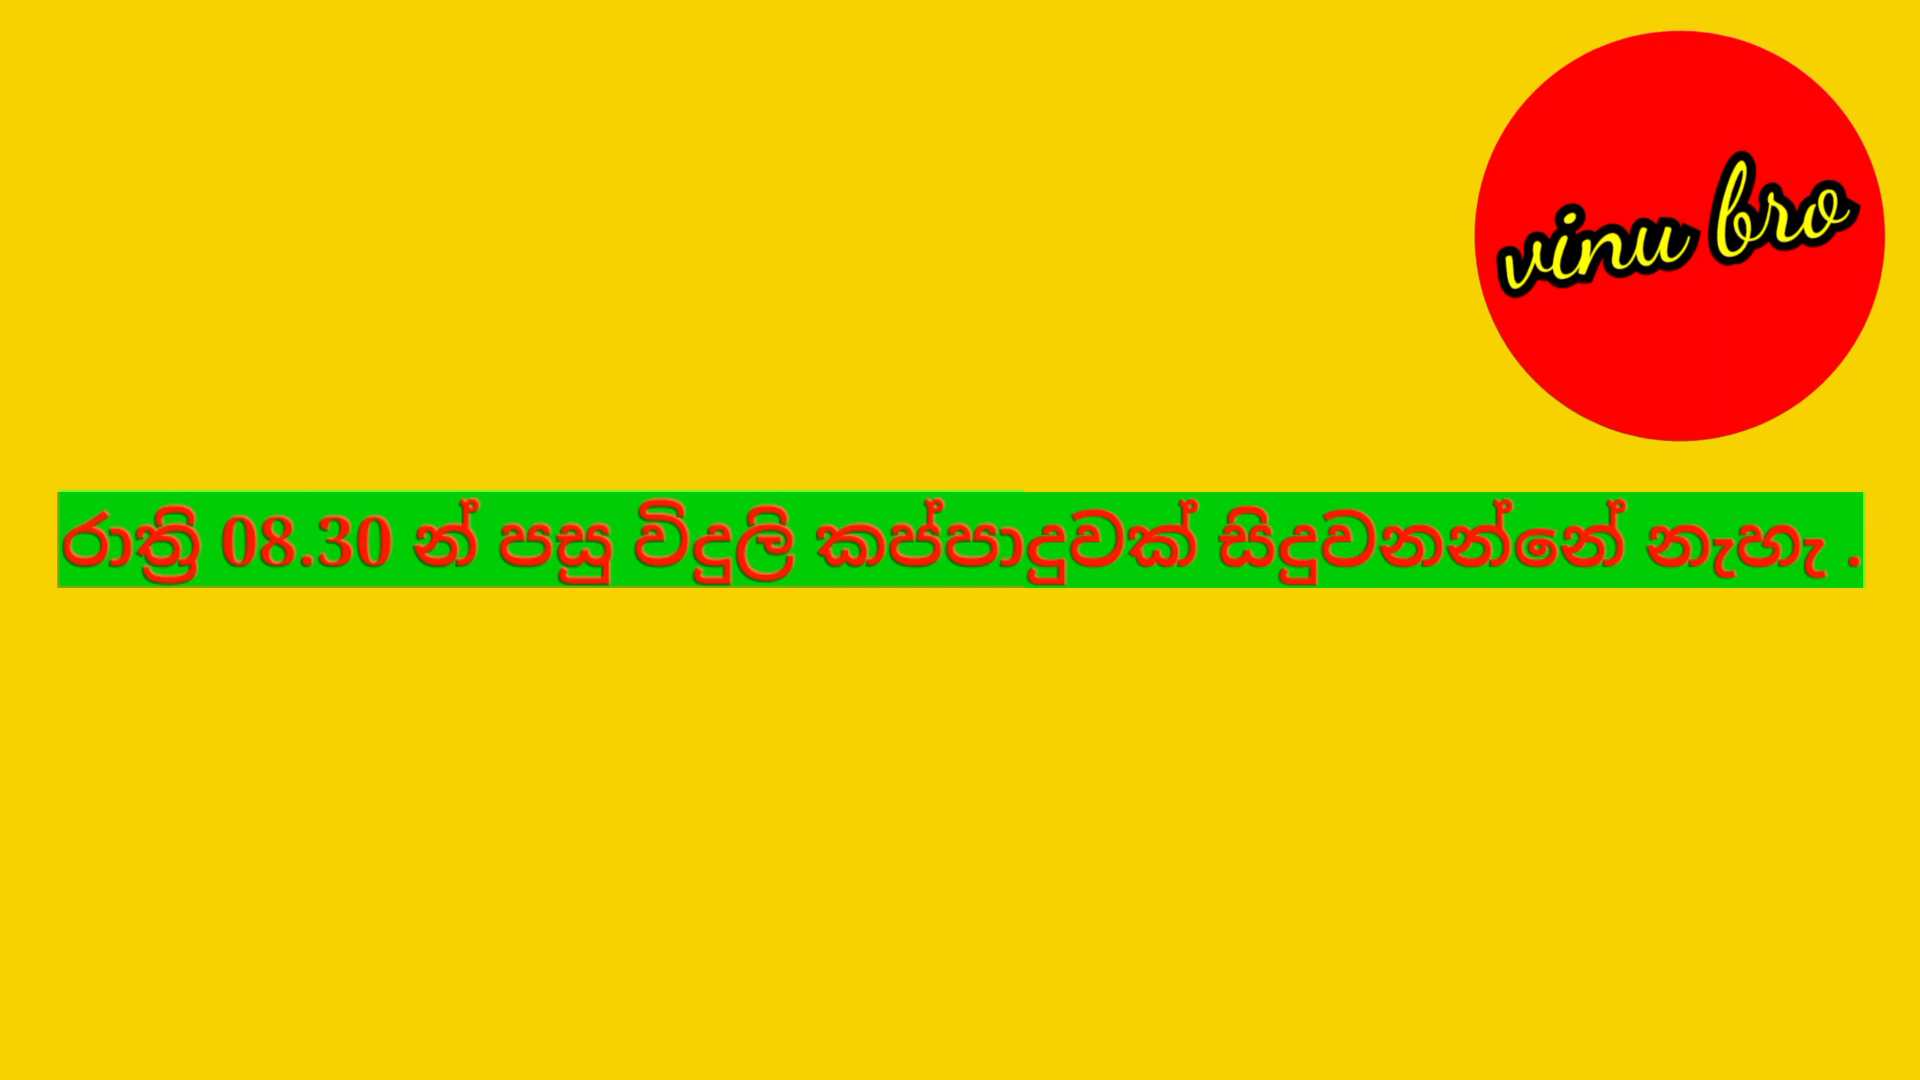 vinu bro
රාත්‍රි 08.30 න් පසු විදුලි කප්පාදුවක් සිදුවනන්නේ නැහැ .